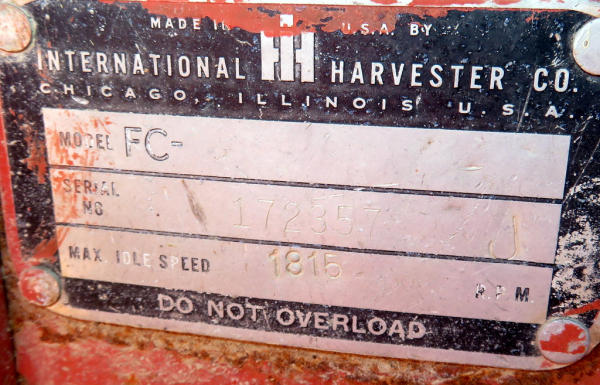 MADE IN U.S.A. BY
INTERNATIONAL IH HARVESTER CO.
CHICAGO, ILLINOIS U.S.A.
MODEL FC-
SERIAL NO 172357 J
MAX. IDLE SPEED 1815 R.P.M.
DO NOT OVERLOAD